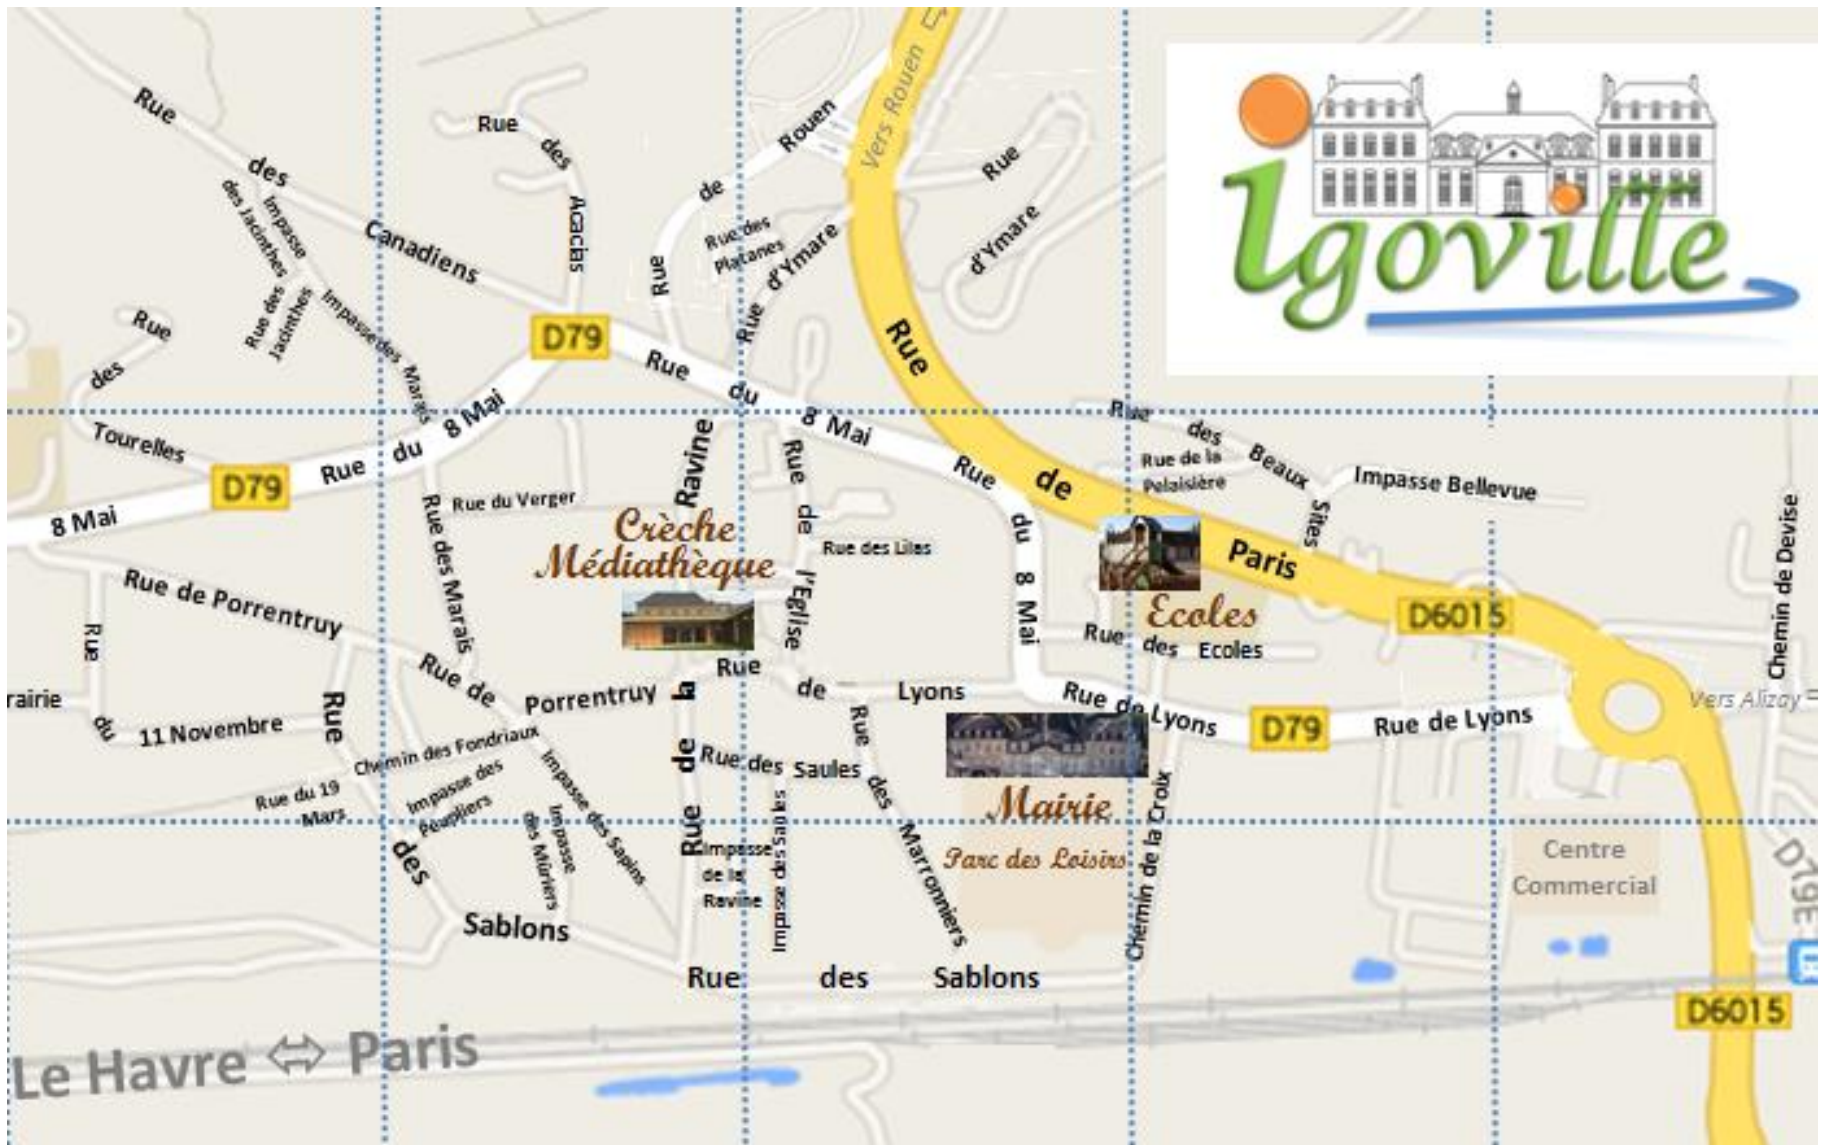 Igoville
Vers Rouen
Rue des Canadiens
Rue des Acacias
Rue de Rouen
Rue des
Platanes
Rue d'Ymare
Rue d'Ymare
Impasse
des Jacinthes
Rue des
Jacinthes
Impasse des Marais
Rue des Tourelles
D79
Rue du 8 Mai
Rue du 8 Mai
D79
8 Mai
Rue du 8 Mai
Rue de Paris
Rue des Beaux Sites
Rue de la
Pelaisière
Impasse Bellevue
Chemin de Devise
Rue du Verger
Rue des Marais
Rue de la Ravine
Crèche
Médiathèque
Rue de l'Eglise
Rue des Lilas
Ecoles
Rue des Ecoles
D6015
Rue de Porrentruy
Rue de Porrentruy
Rue de Lyons
Rue de Lyons
D79
Rue de Lyons
Vers Alizay
rairie
Rue du 11 Novembre
Rue des Sablons
Chemin des Fondriaux
Rue du 19
Mars
Impasse des
Peupliers
Impasse
des Mûriers
Impasse des Sapins
Rue des Saules
Impasse des Saules
Impasse
de la
Ravine
Rue des Marronniers
Mairie
Parc des Loisirs
Chemin de la Croix
Centre
Commercial
D79E
Rue des Sablons
D6015
Le Havre ⇔ Paris